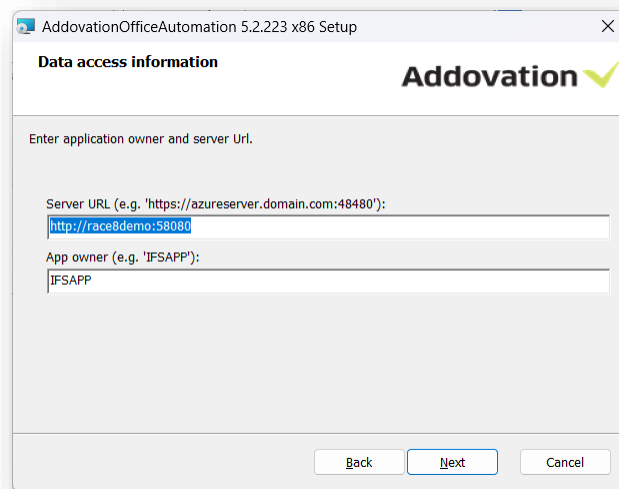 AddovationOfficeAutomation 5.2.223 x86 Setup
Data access information
Addovation
Enter application owner and server Url.
Server URL (e.g. 'https://azureserver.domain.com:48480'):
http://race8demo:58080
App owner (e.g. 'IFSAPP'):
IFSAPP
Back Next Cancel